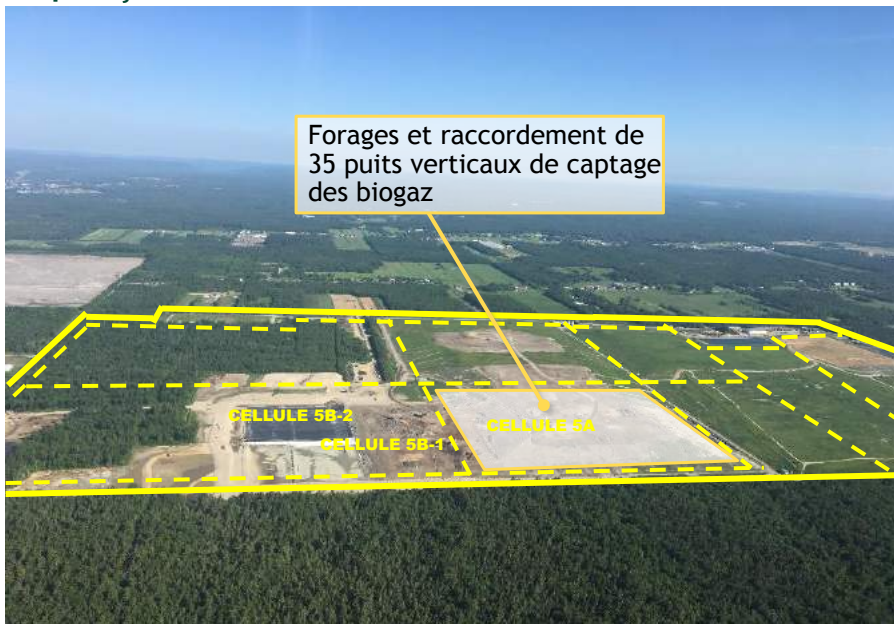 Forages et raccordement de
35 puits verticaux de captage
des biogaz
CELLULE 5B-2
CELLULE 5B-1
CELLULE 5A